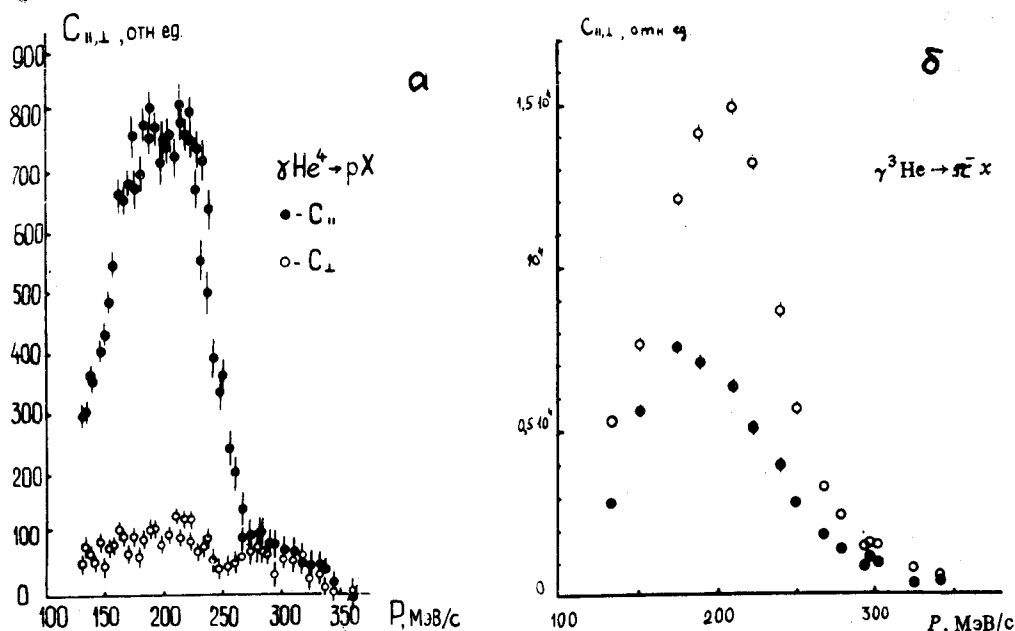 C॥,⊥ , отн ед.
a
900
800
700
600
500
400
300
200
100
0
γHe⁴→pX
●-C॥
○-C⊥
100 150 200 250 300 350
P, МэВ/с
C॥,⊥ , отн ед.
б
1,5 10⁴
10⁴
0,5 10⁴
0
γ ³He → π⁻ x
100 200 300
P, МэВ/с